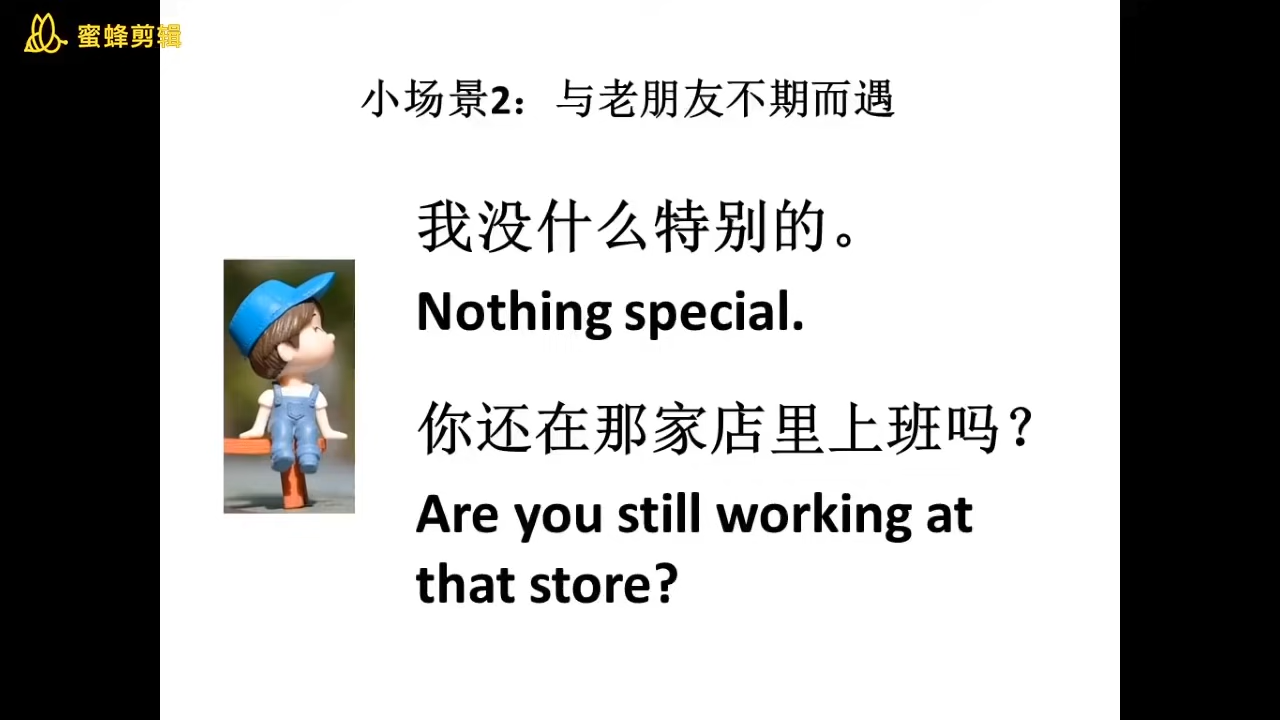 蜜蜂剪辑
小场景2：与老朋友不期而遇
我没什么特别的。
Nothing special.
你还在那家店里上班吗？
Are you still working at
that store?